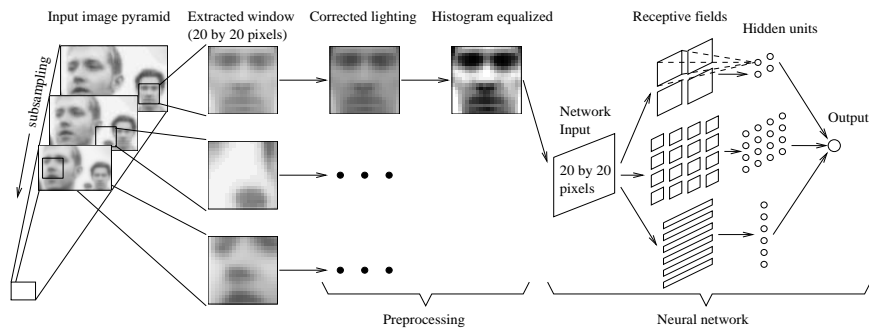 Input image pyramid
Extracted window
(20 by 20 pixels)
Corrected lighting
Histogram equalized
Receptive fields
Hidden units
subsampling
Network
Input
Output
20 by 20
pixels
Preprocessing
Neural network